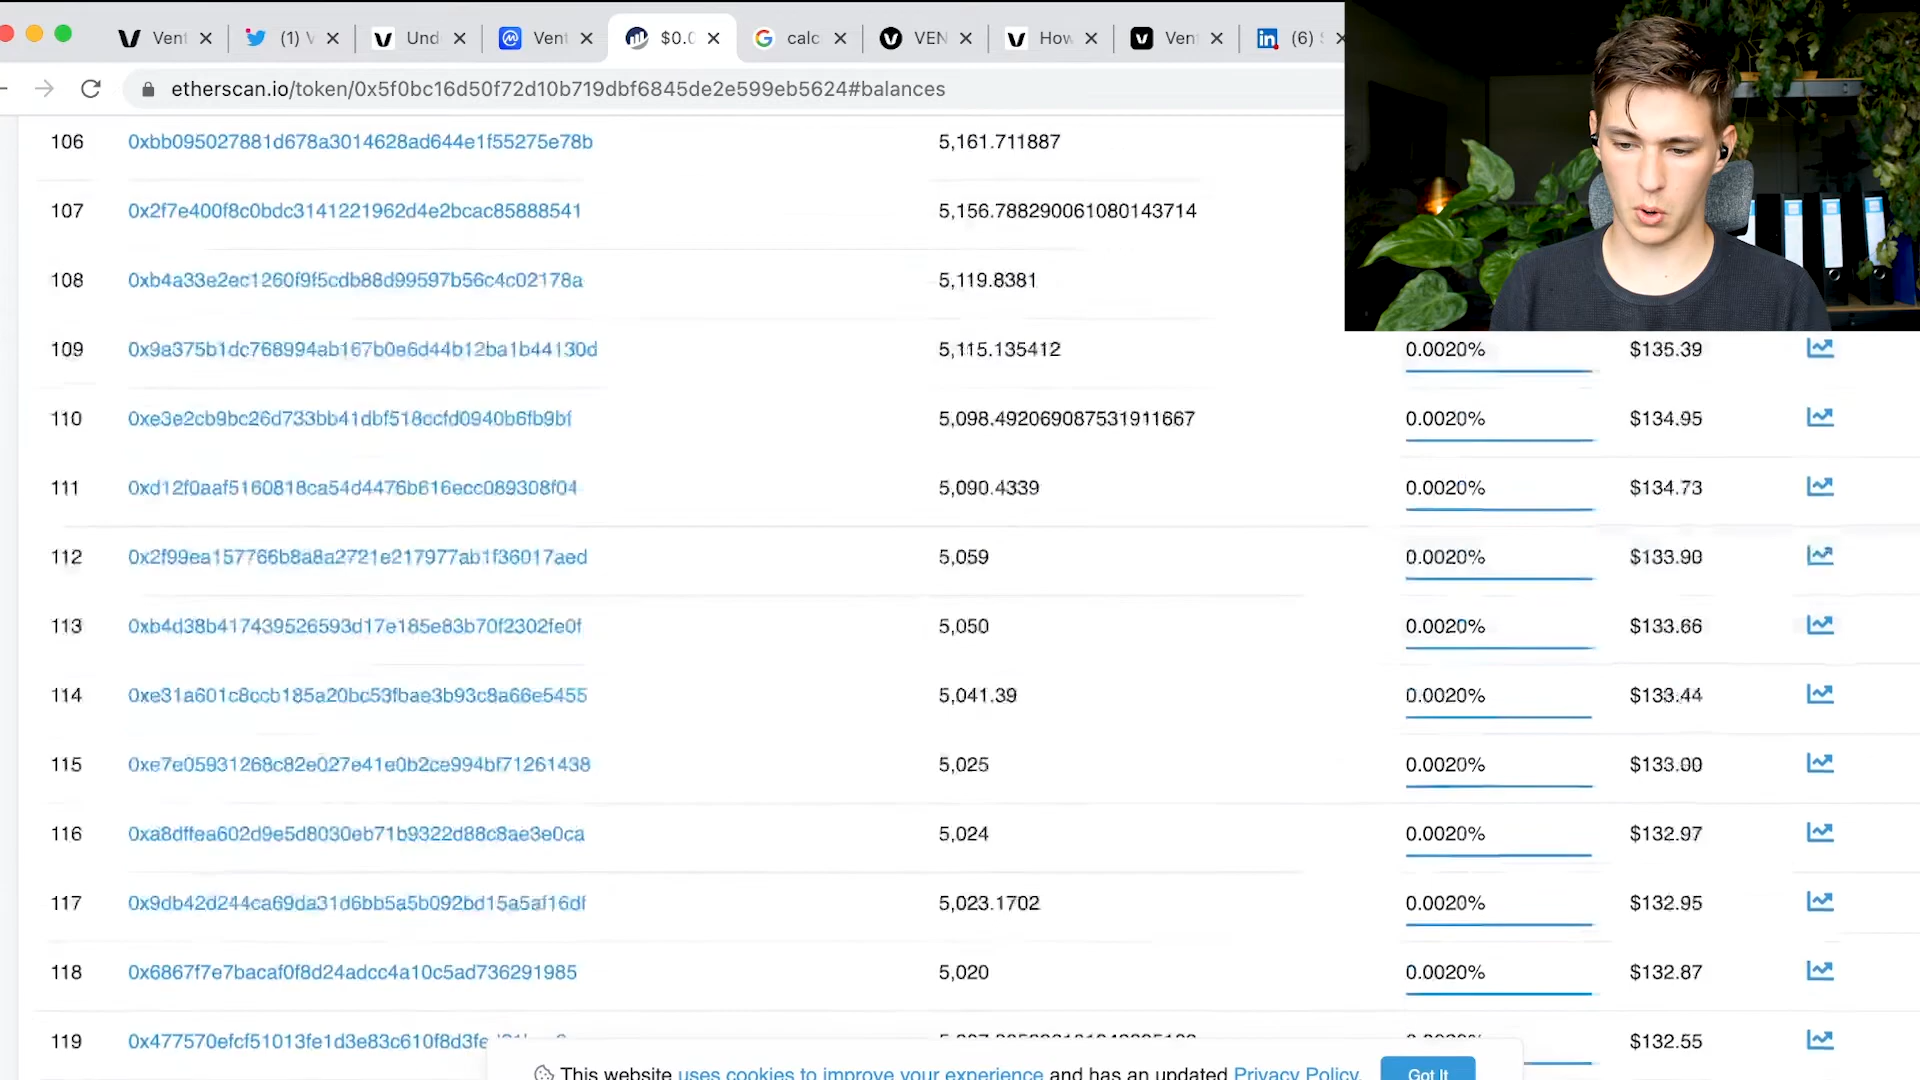 Vent
(1) V
Und
Vent
$0.0
calc
VEN
How
Vent
(6)
etherscan.io/token/0x5f0bc16d50f72d10b719dbf6845de2e599eb5624#balances
106 0xbb095027881d678a3014628ad644e1f55275e78b 5,161.711887
107 0x2f7e400f8c0bdc3141221962d4e2bcac85888541 5,156.788290061080143714
108 0xb4a33e2ec1260f9f5cdb88d99597b56c4c02178a 5,119.8381
109 0x9a375b1dc768994ab167b0e6d44b12ba1b44130d 5,115.135412 0.0020% $135.39
110 0xe3e2cb9bc26d733bb41dbf518ccfd0940b6fb9bf 5,098.492069087531911667 0.0020% $134.95
111 0xd12f0aaf5160818ca54d4476b616ecc089308f04 5,090.4339 0.0020% $134.73
112 0x2f99ea157766b8a8a2721e217977ab1f36017aed 5,059 0.0020% $133.90
113 0xb4d38b417439526593d17e185e83b70f2302fe0f 5,050 0.0020% $133.66
114 0xe31a601c8ccb185a20bc53fbae3b93c8a66e5455 5,041.39 0.0020% $133.44
115 0xe7e05931268c82e027e41e0b2ce994bf71261438 5,025 0.0020% $133.00
116 0xa8dffea602d9e5d8030eb71b9322d88c8ae3e0ca 5,024 0.0020% $132.97
117 0x9db42d244ca69da31d6bb5a5b092bd15a5af16df 5,023.1702 0.0020% $132.95
118 0x6867f7e7bacaf0f8d24adcc4a10c5ad736291985 5,020 0.0020% $132.87
119 $132.55
This website uses cookies to improve your experience and has an updated Privacy Policy. Got It